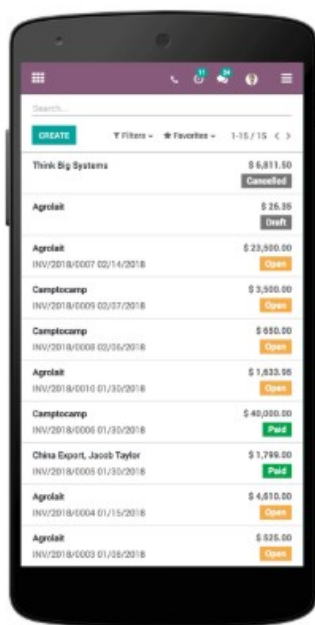 11 24
Search...
CREATE Filters Favorites 1-15 / 15 < >
Think Big Systems $ 6,811.50
Cancelled
Agrolait $ 26.35
Draft
Agrolait $ 23,500.00
INV/2018/0007 02/14/2018 Open
Camptocamp $ 3,500.00
INV/2018/0009 02/07/2018 Open
Camptocamp $ 650.00
INV/2018/0008 02/06/2018 Open
Agrolait $ 1,633.95
INV/2018/0010 01/30/2018 Open
Camptocamp $ 40,000.00
INV/2018/0006 01/30/2018 Paid
China Export, Jacob Taylor $ 1,799.00
INV/2018/0005 01/30/2018 Paid
Agrolait $ 4,610.00
INV/2018/0004 01/15/2018 Open
Agrolait $ 525.00
INV/2018/0003 01/06/2018 Open